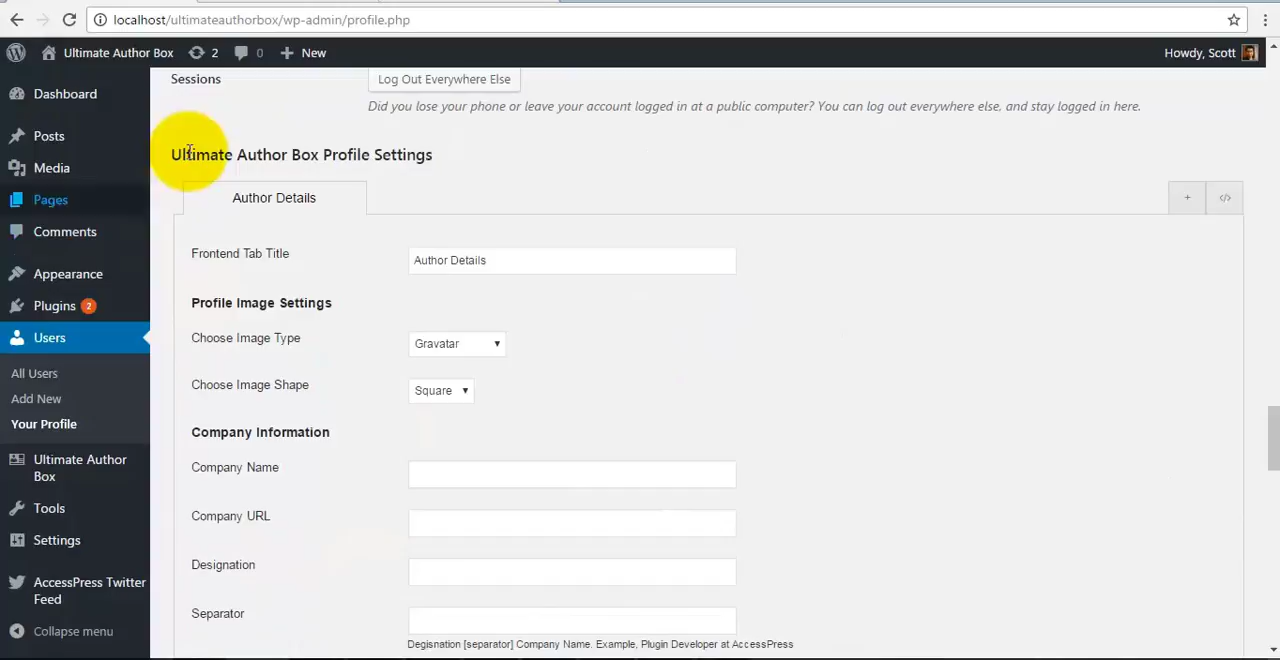 localhost/ultimateauthorbox/wp-admin/profile.php
Ultimate Author Box 2 0 New Howdy, Scott
Dashboard
Posts
Media
Pages
Comments
Appearance
Plugins 2
Users
All Users
Add New
Your Profile
Ultimate Author
Box
Tools
Settings
AccessPress Twitter
Feed
Collapse menu
Sessions Log Out Everywhere Else
Did you lose your phone or leave your account logged in at a public computer? You can log out everywhere else, and stay logged in here.
Ultimate Author Box Profile Settings
Author Details + </>
Frontend Tab Title Author Details
Profile Image Settings
Choose Image Type Gravatar
Choose Image Shape Square
Company Information
Company Name
Company URL
Designation
Separator
Degisnation [separator] Company Name. Example, Plugin Developer at AccessPress